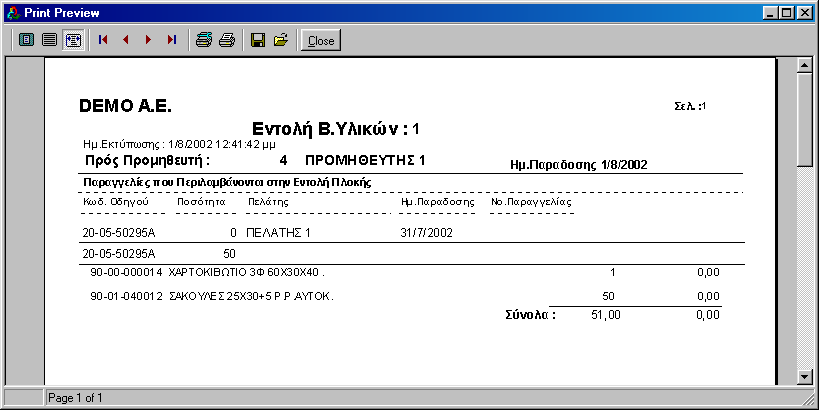 Print Preview
Close
DEMO A.E.
Σελ. :1
Εντολή Β.Υλικών : 1
Ημ.Εκτύπωσης : 1/8/2002 12:41:42 μμ
Πρός Προμηθευτή : 4 ΠΡΟΜΗΘΕΥΤΗΣ 1 Ημ.Παραδοσης 1/8/2002
Παραγγελίες που Περιλαμβάνονται στην Εντολή Πλοκής
Κωδ. Οδηγού Ποσότητα Πελάτης Ημ.Παραδοσης Νο.Παραγγελίας
20-05-50295A 0 ΠΕΛΑΤΗΣ 1 31/7/2002
20-05-50295A 50
90-00-000014 ΧΑΡΤΟΚΙΒΩΤΙΟ 3Φ 60X30X40 . 1 0,00
90-01-040012 ΣΑΚΟΥΛΕΣ 25X30+5 P.P.ΑΥΤΟΚ. 50 0,00
Σύνολα : 51,00 0,00
Page 1 of 1